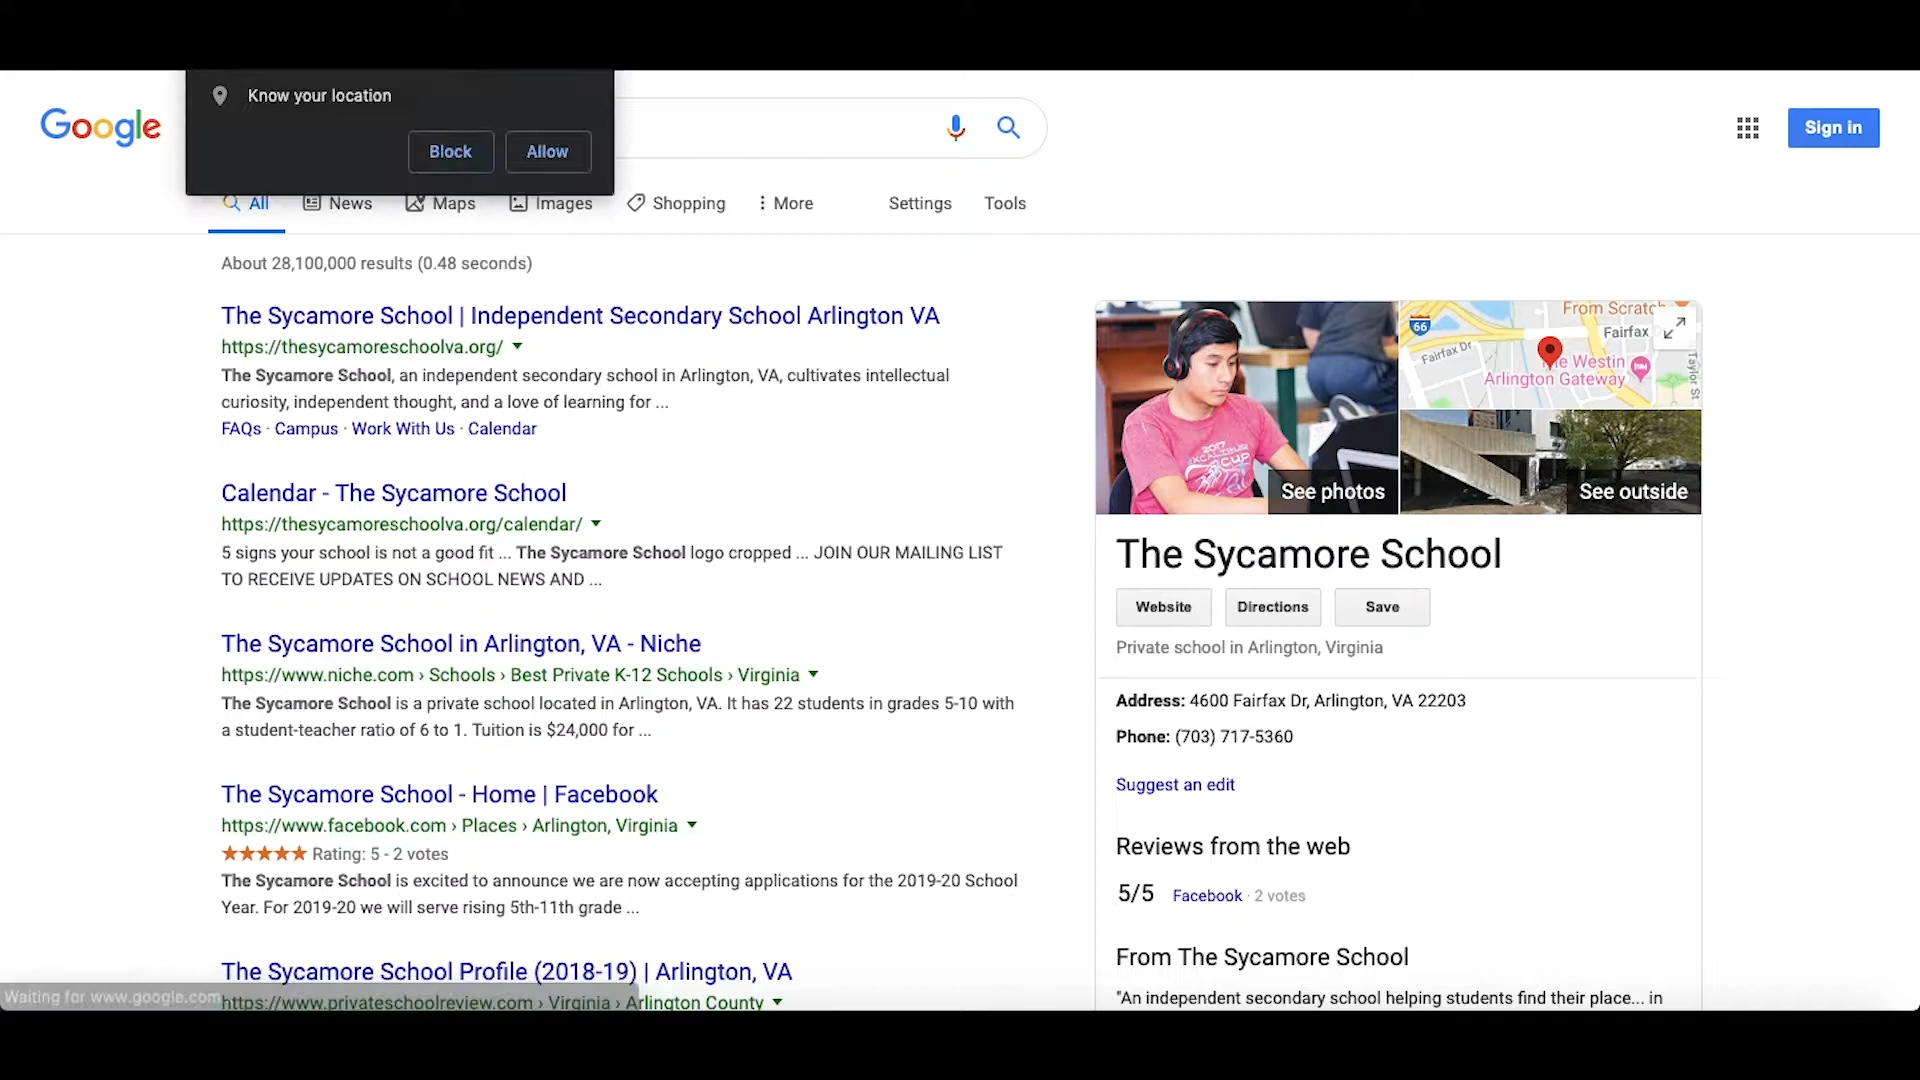 Know your location
Google
Block
Allow
Sign in
All
News
Maps
Images
Shopping
More
Settings
Tools
About 28,100,000 results (0.48 seconds)
The Sycamore School | Independent Secondary School Arlington VA
https://thesycamoreschoolva.org/
The Sycamore School, an independent secondary school in Arlington, VA, cultivates intellectual
curiosity, independent thought, and a love of learning for ...
FAQs · Campus · Work With Us · Calendar
Calendar - The Sycamore School
https://thesycamoreschoolva.org/calendar/
5 signs your school is not a good fit ... The Sycamore School logo cropped ... JOIN OUR MAILING LIST
TO RECEIVE UPDATES ON SCHOOL NEWS AND ...
The Sycamore School in Arlington, VA - Niche
https://www.niche.com › Schools › Best Private K-12 Schools › Virginia
The Sycamore School is a private school located in Arlington, VA. It has 22 students in grades 5-10 with
a student-teacher ratio of 6 to 1. Tuition is $24,000 for ...
The Sycamore School - Home | Facebook
https://www.facebook.com › Places › Arlington, Virginia
Rating: 5 - 2 votes
The Sycamore School is excited to announce we are now accepting applications for the 2019-20 School
Year. For 2019-20 we will serve rising 5th-11th grade ...
The Sycamore School Profile (2018-19) | Arlington, VA
https://www.privateschoolreview.com › Virginia › Arlington County
Waiting for www.google.com
From Scratch
66
Fairfax
Fairfax Dr
The Westin
Arlington Gateway
Taylor St
2017
EXCALIBUR
CUP
See photos
See outside
The Sycamore School
Website
Directions
Save
Private school in Arlington, Virginia
Address: 4600 Fairfax Dr, Arlington, VA 22203
Phone: (703) 717-5360
Suggest an edit
Reviews from the web
5/5 Facebook · 2 votes
From The Sycamore School
"An independent secondary school helping students find their place... in